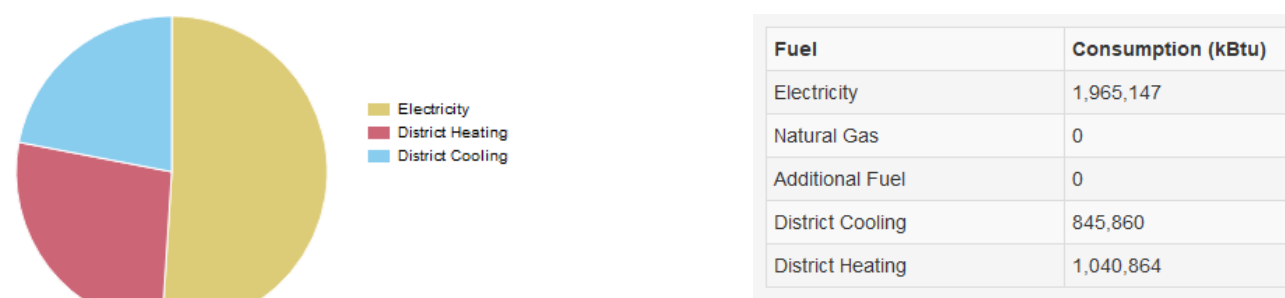 Electricity
District Heating
District Cooling
Fuel Consumption (kBtu)
Electricity 1,965,147
Natural Gas 0
Additional Fuel 0
District Cooling 845,860
District Heating 1,040,864